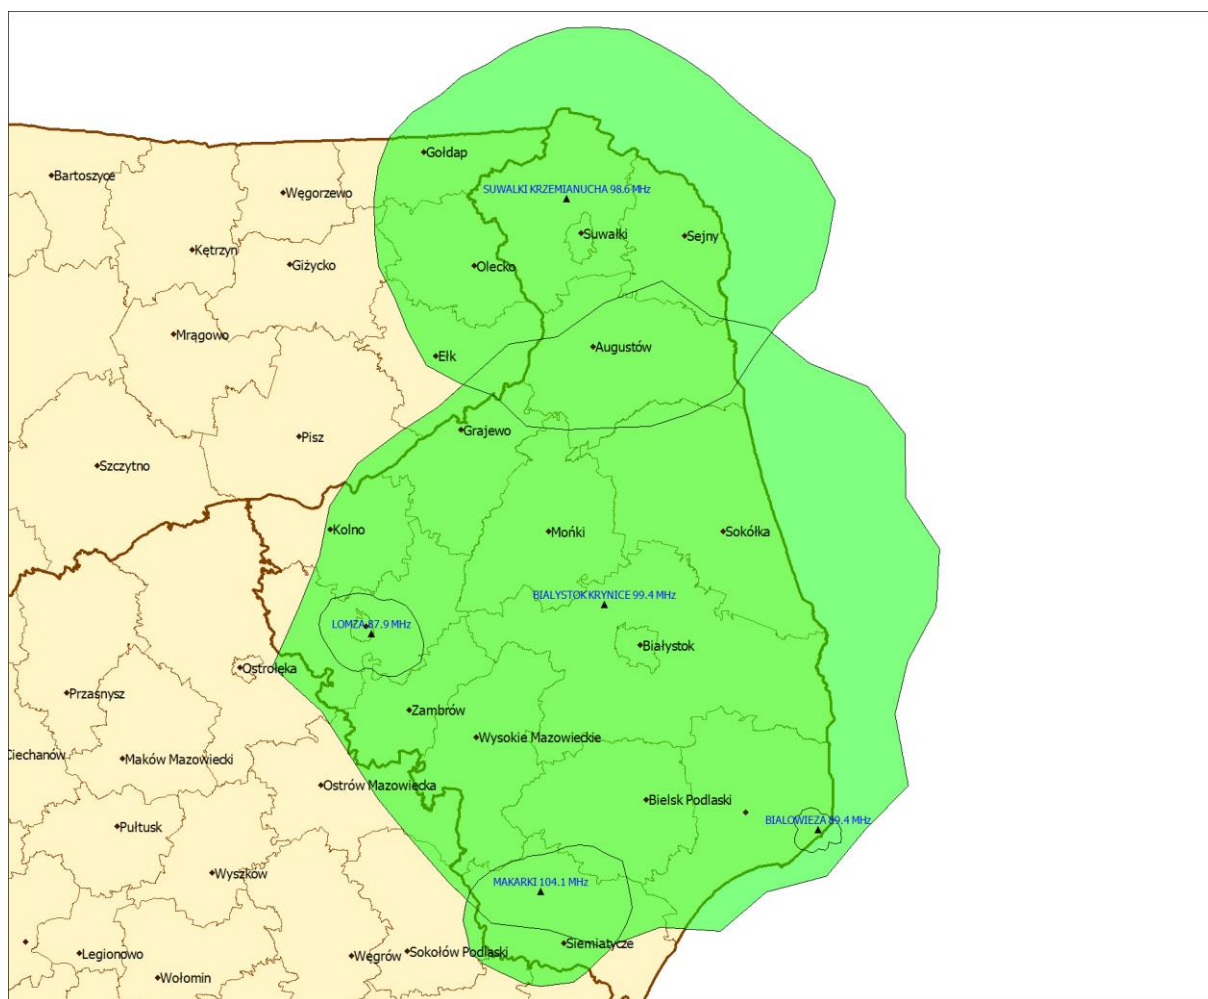 Gołdap
Bartoszyce
SUWALKI KRZEMIANUCHA 98.6 MHz
Węgorzewo
Suwałki
Sejny
Kętrzyn
Giżycko
Olecko
Mrągowo
Augustów
Ełk
Grajewo
Pisz
Szczytno
Kolno
Mońki
Sokółka
BIALYSTOK KRYNICE 99.4 MHz
LOMZA 87.9 MHz
Białystok
Ostrołęka
Przasnysz
Zambrów
Wysokie Mazowieckie
Ciechanów
Maków Mazowiecki
Ostrów Mazowiecka
Bielsk Podlaski
BIALOWIEZA 89.4 MHz
Pułtusk
Wyszków
MAKARKI 104.1 MHz
Siemiatycze
Legionowo
Węgrów
Sokołów Podlaski
Wołomin